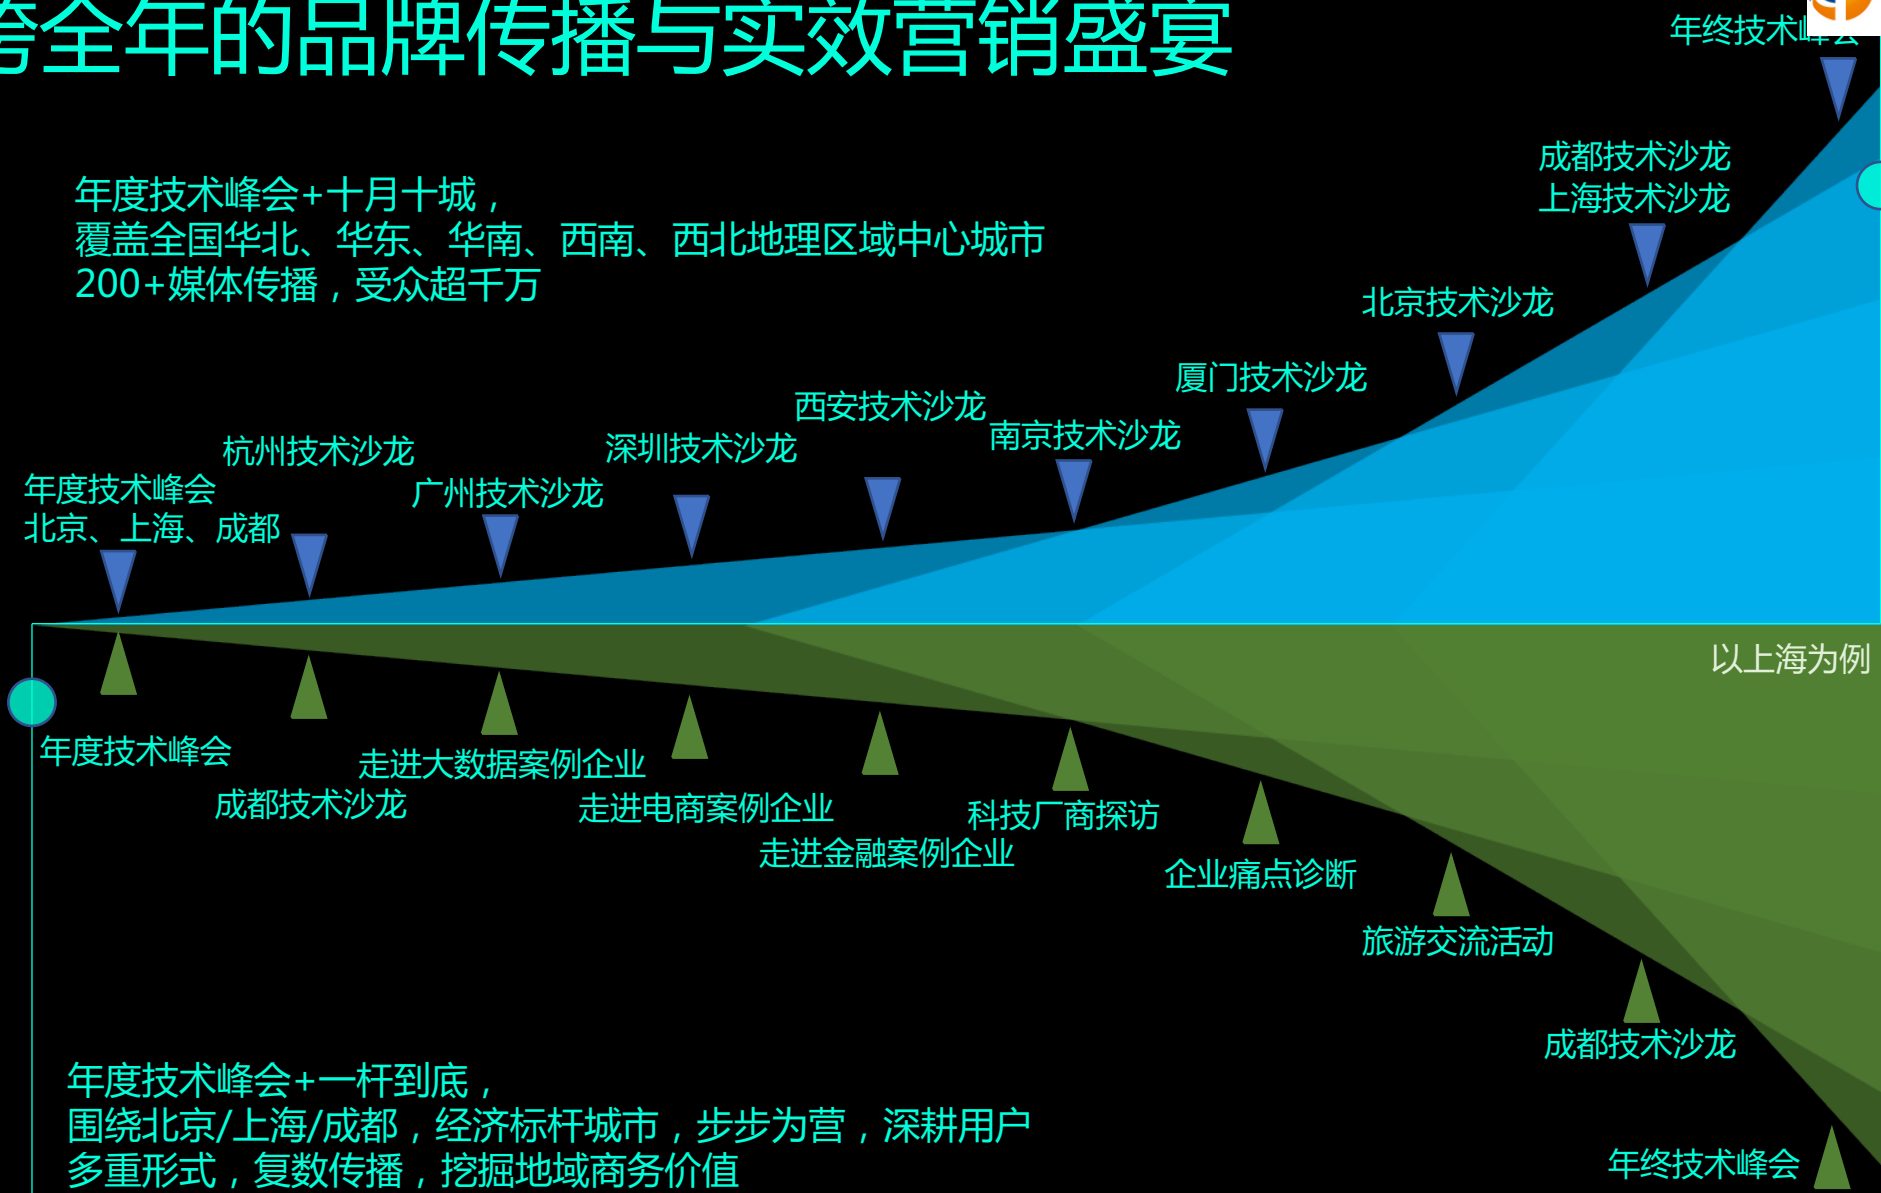 跨全年的品牌传播与实效营销盛宴
年终技术峰会
年度技术峰会+十月十城，
覆盖全国华北、华东、华南、西南、西北地理区域中心城市
200+媒体传播，受众超千万
成都技术沙龙
上海技术沙龙
北京技术沙龙
厦门技术沙龙
西安技术沙龙
南京技术沙龙
深圳技术沙龙
杭州技术沙龙
广州技术沙龙
年度技术峰会
北京、上海、成都
以上海为例
年度技术峰会
成都技术沙龙
走进大数据案例企业
走进电商案例企业
走进金融案例企业
科技厂商探访
企业痛点诊断
旅游交流活动
成都技术沙龙
年终技术峰会
年度技术峰会+一杆到底，
围绕北京/上海/成都，经济标杆城市，步步为营，深耕用户
多重形式，复数传播，挖掘地域商务价值